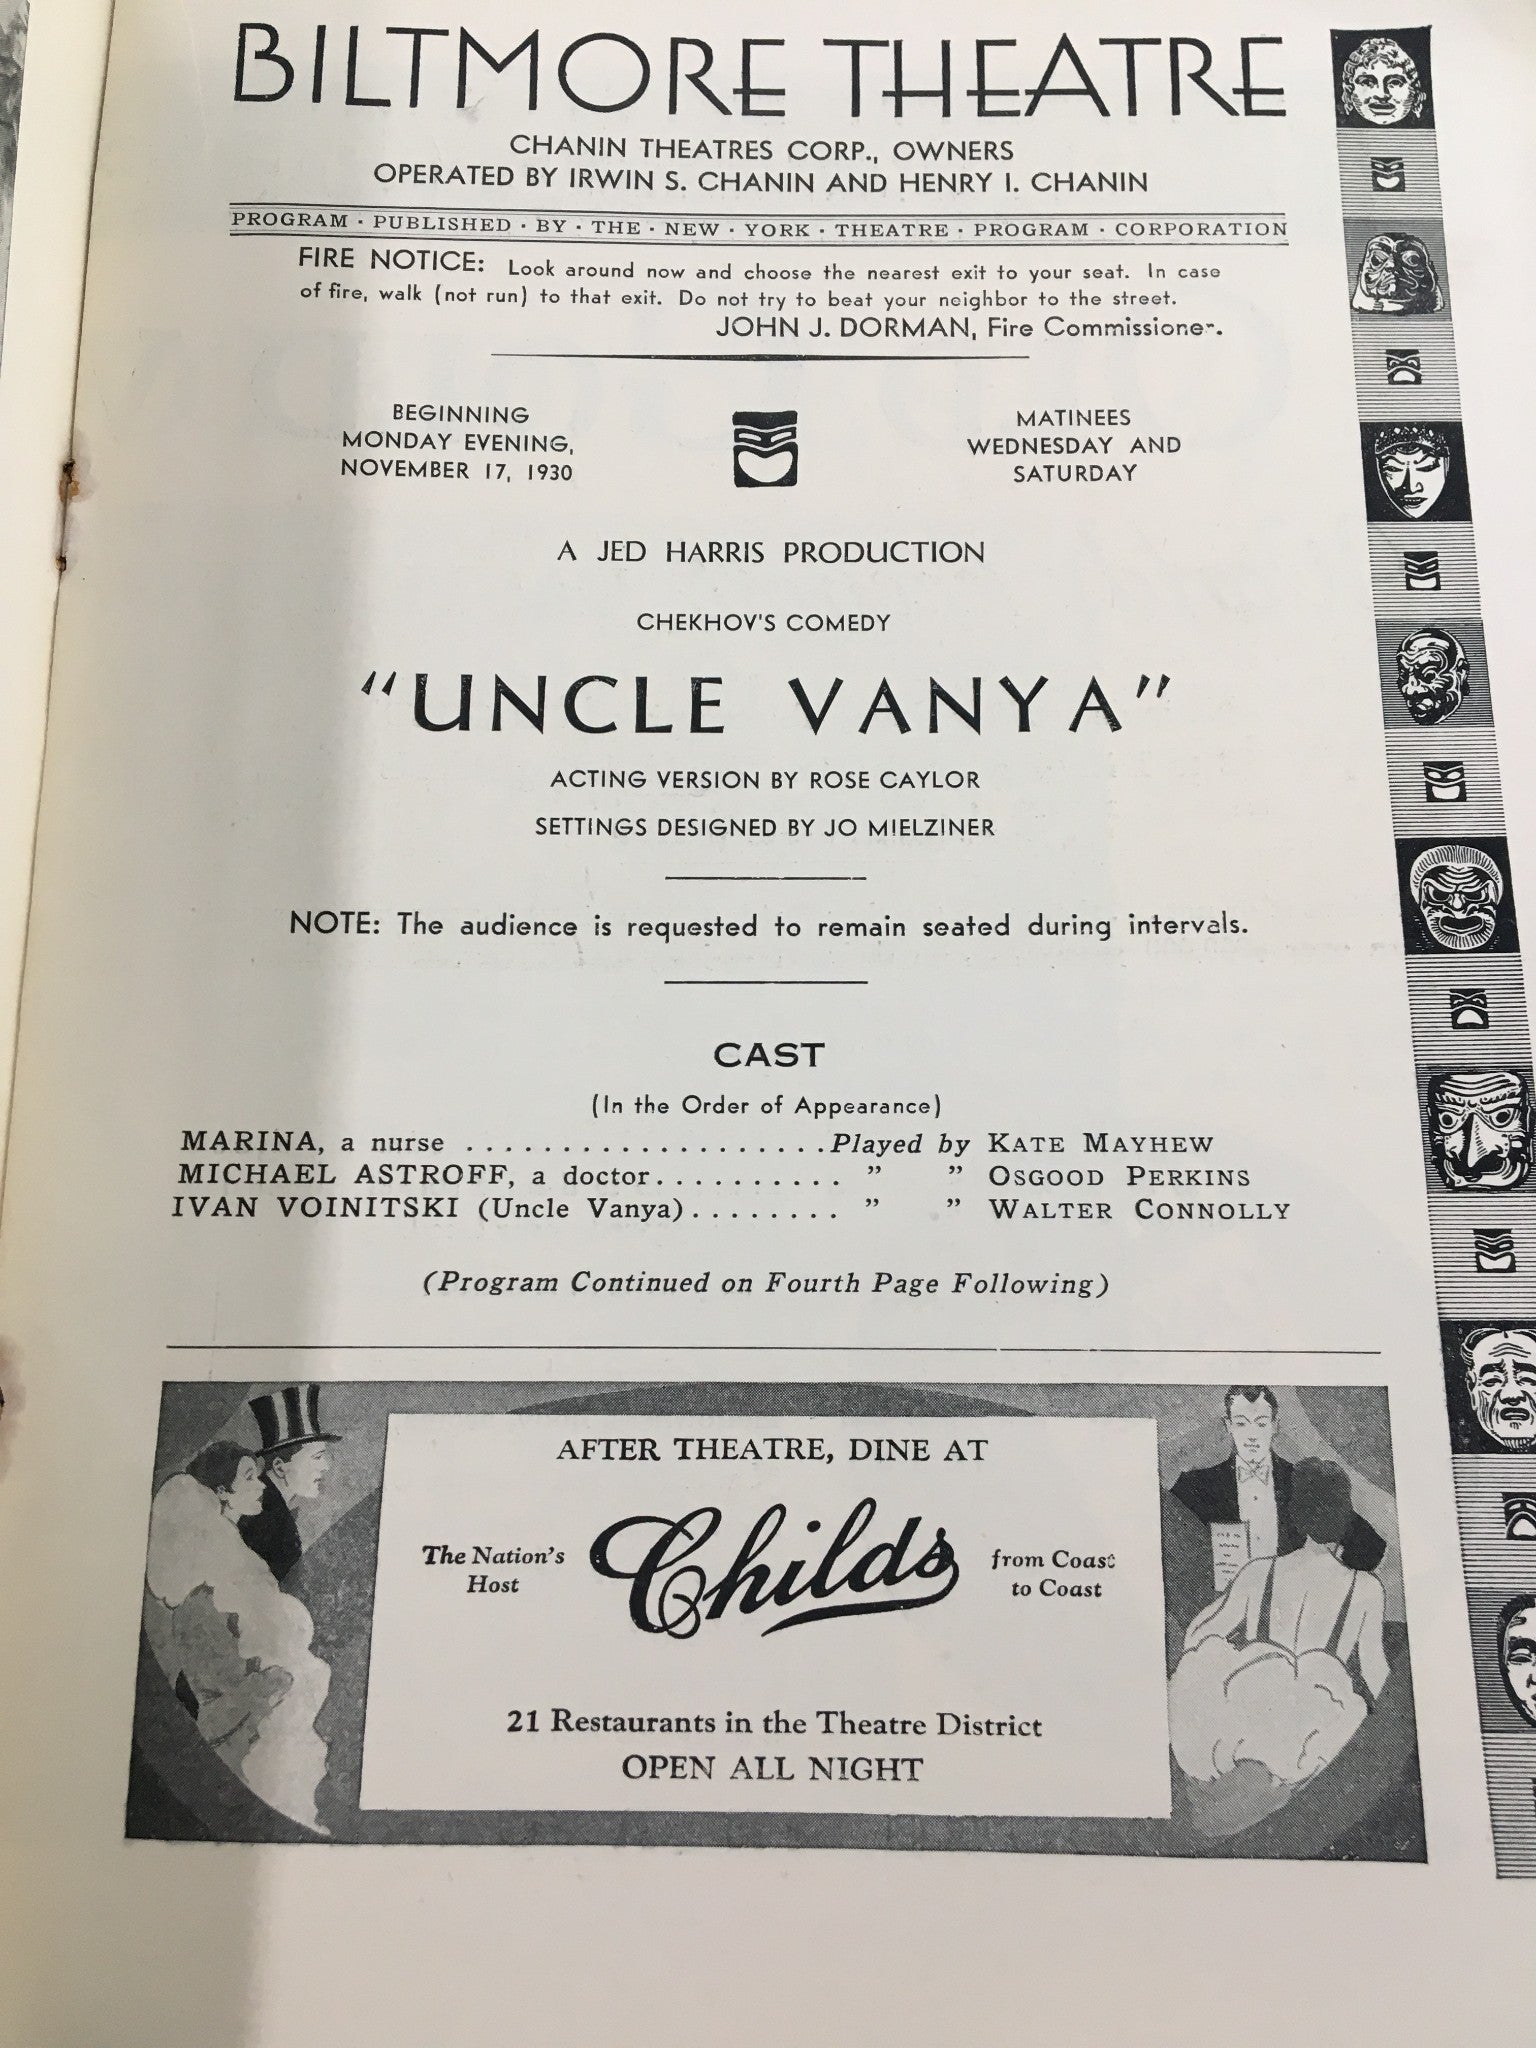 BILTMORE THEATRE
CHANIN THEATRES CORP., OWNERS
OPERATED BY IRWIN S. CHANIN AND HENRY I. CHANIN
PROGRAM · PUBLISHED · BY · THE · NEW · YORK · THEATRE · PROGRAM · CORPORATION
FIRE NOTICE: Look around now and choose the nearest exit to your seat. In case
of fire, walk (not run) to that exit. Do not try to beat your neighbor to the street.
JOHN J. DORMAN, Fire Commissioner.
BEGINNING
MONDAY EVENING,
NOVEMBER 17, 1930
MATINEES
WEDNESDAY AND
SATURDAY
A JED HARRIS PRODUCTION
CHEKHOV'S COMEDY
"UNCLE VANYA"
ACTING VERSION BY ROSE CAYLOR
SETTINGS DESIGNED BY JO MIELZINER
NOTE: The audience is requested to remain seated during intervals.
CAST
(In the Order of Appearance)
MARINA, a nurse ...................Played by KATE MAYHEW
MICHAEL ASTROFF, a doctor.......... " " OSGOOD PERKINS
IVAN VOINITSKI (Uncle Vanya)........ " " WALTER CONNOLLY
(Program Continued on Fourth Page Following)
AFTER THEATRE, DINE AT
The Nation's
Host
Childs
from Coast
to Coast
21 Restaurants in the Theatre District
OPEN ALL NIGHT